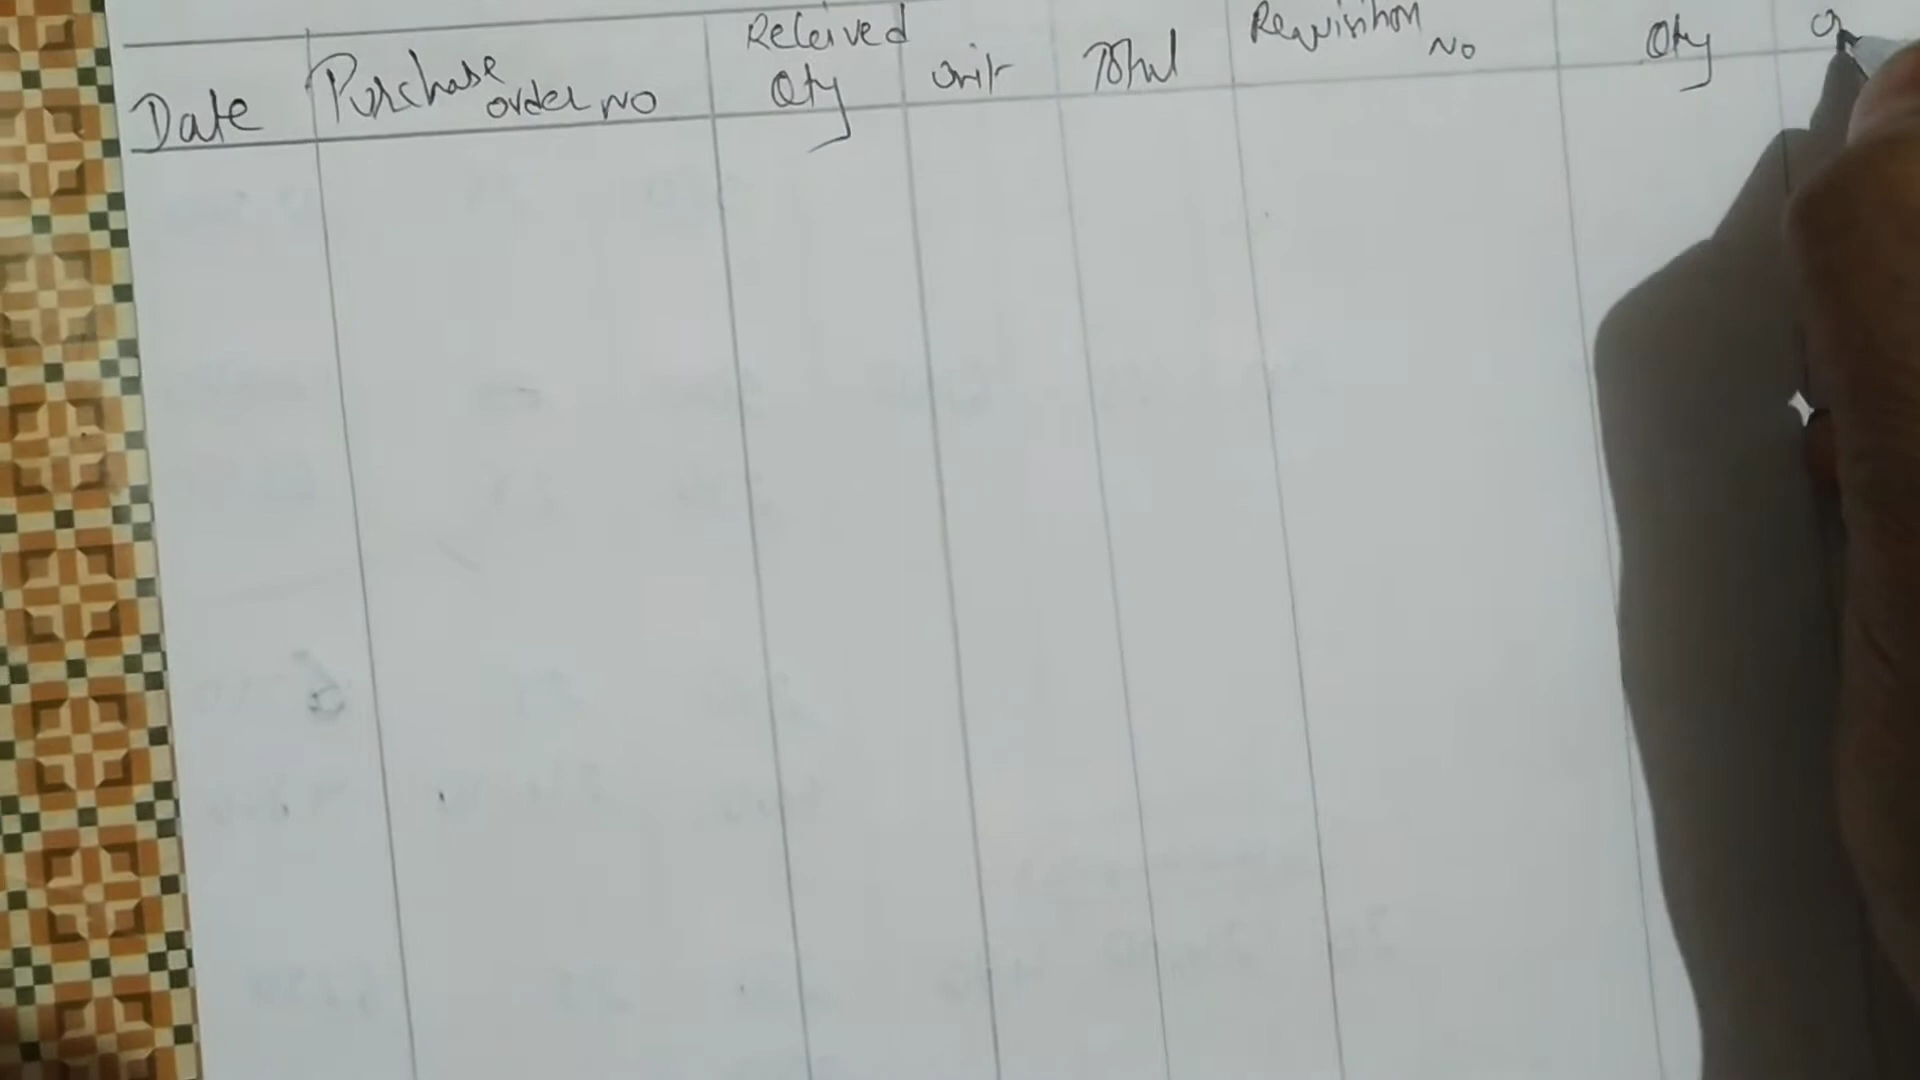 Date
Purchase
order No
Received
Qty
unit
Total
Requisition
No
Qty